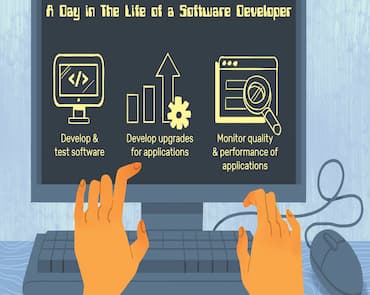 A Day in The Life of a Software Developer
</>
Develop &
test software
Develop upgrades
for applications
Monitor quality
& performance of
applications